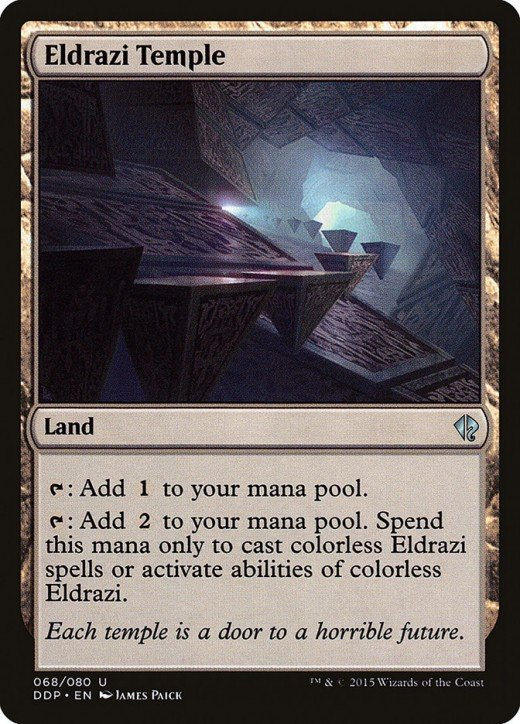 Eldrazi Temple
Land
: Add 1 to your mana pool.
: Add 2 to your mana pool. Spend
this mana only to cast colorless Eldrazi
spells or activate abilities of colorless
Eldrazi.
Each temple is a door to a horrible future.
068/080 U
DDP • EN James Paick
™ & © 2015 Wizards of the Coast